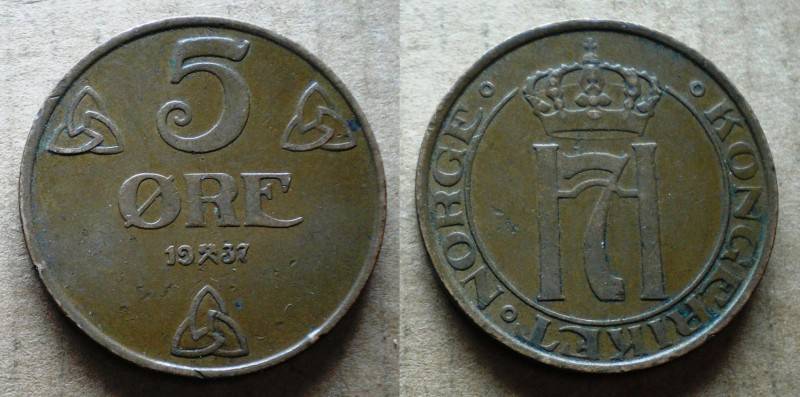 5
ØRE
19 37
KONGERIKET NORGE
H7